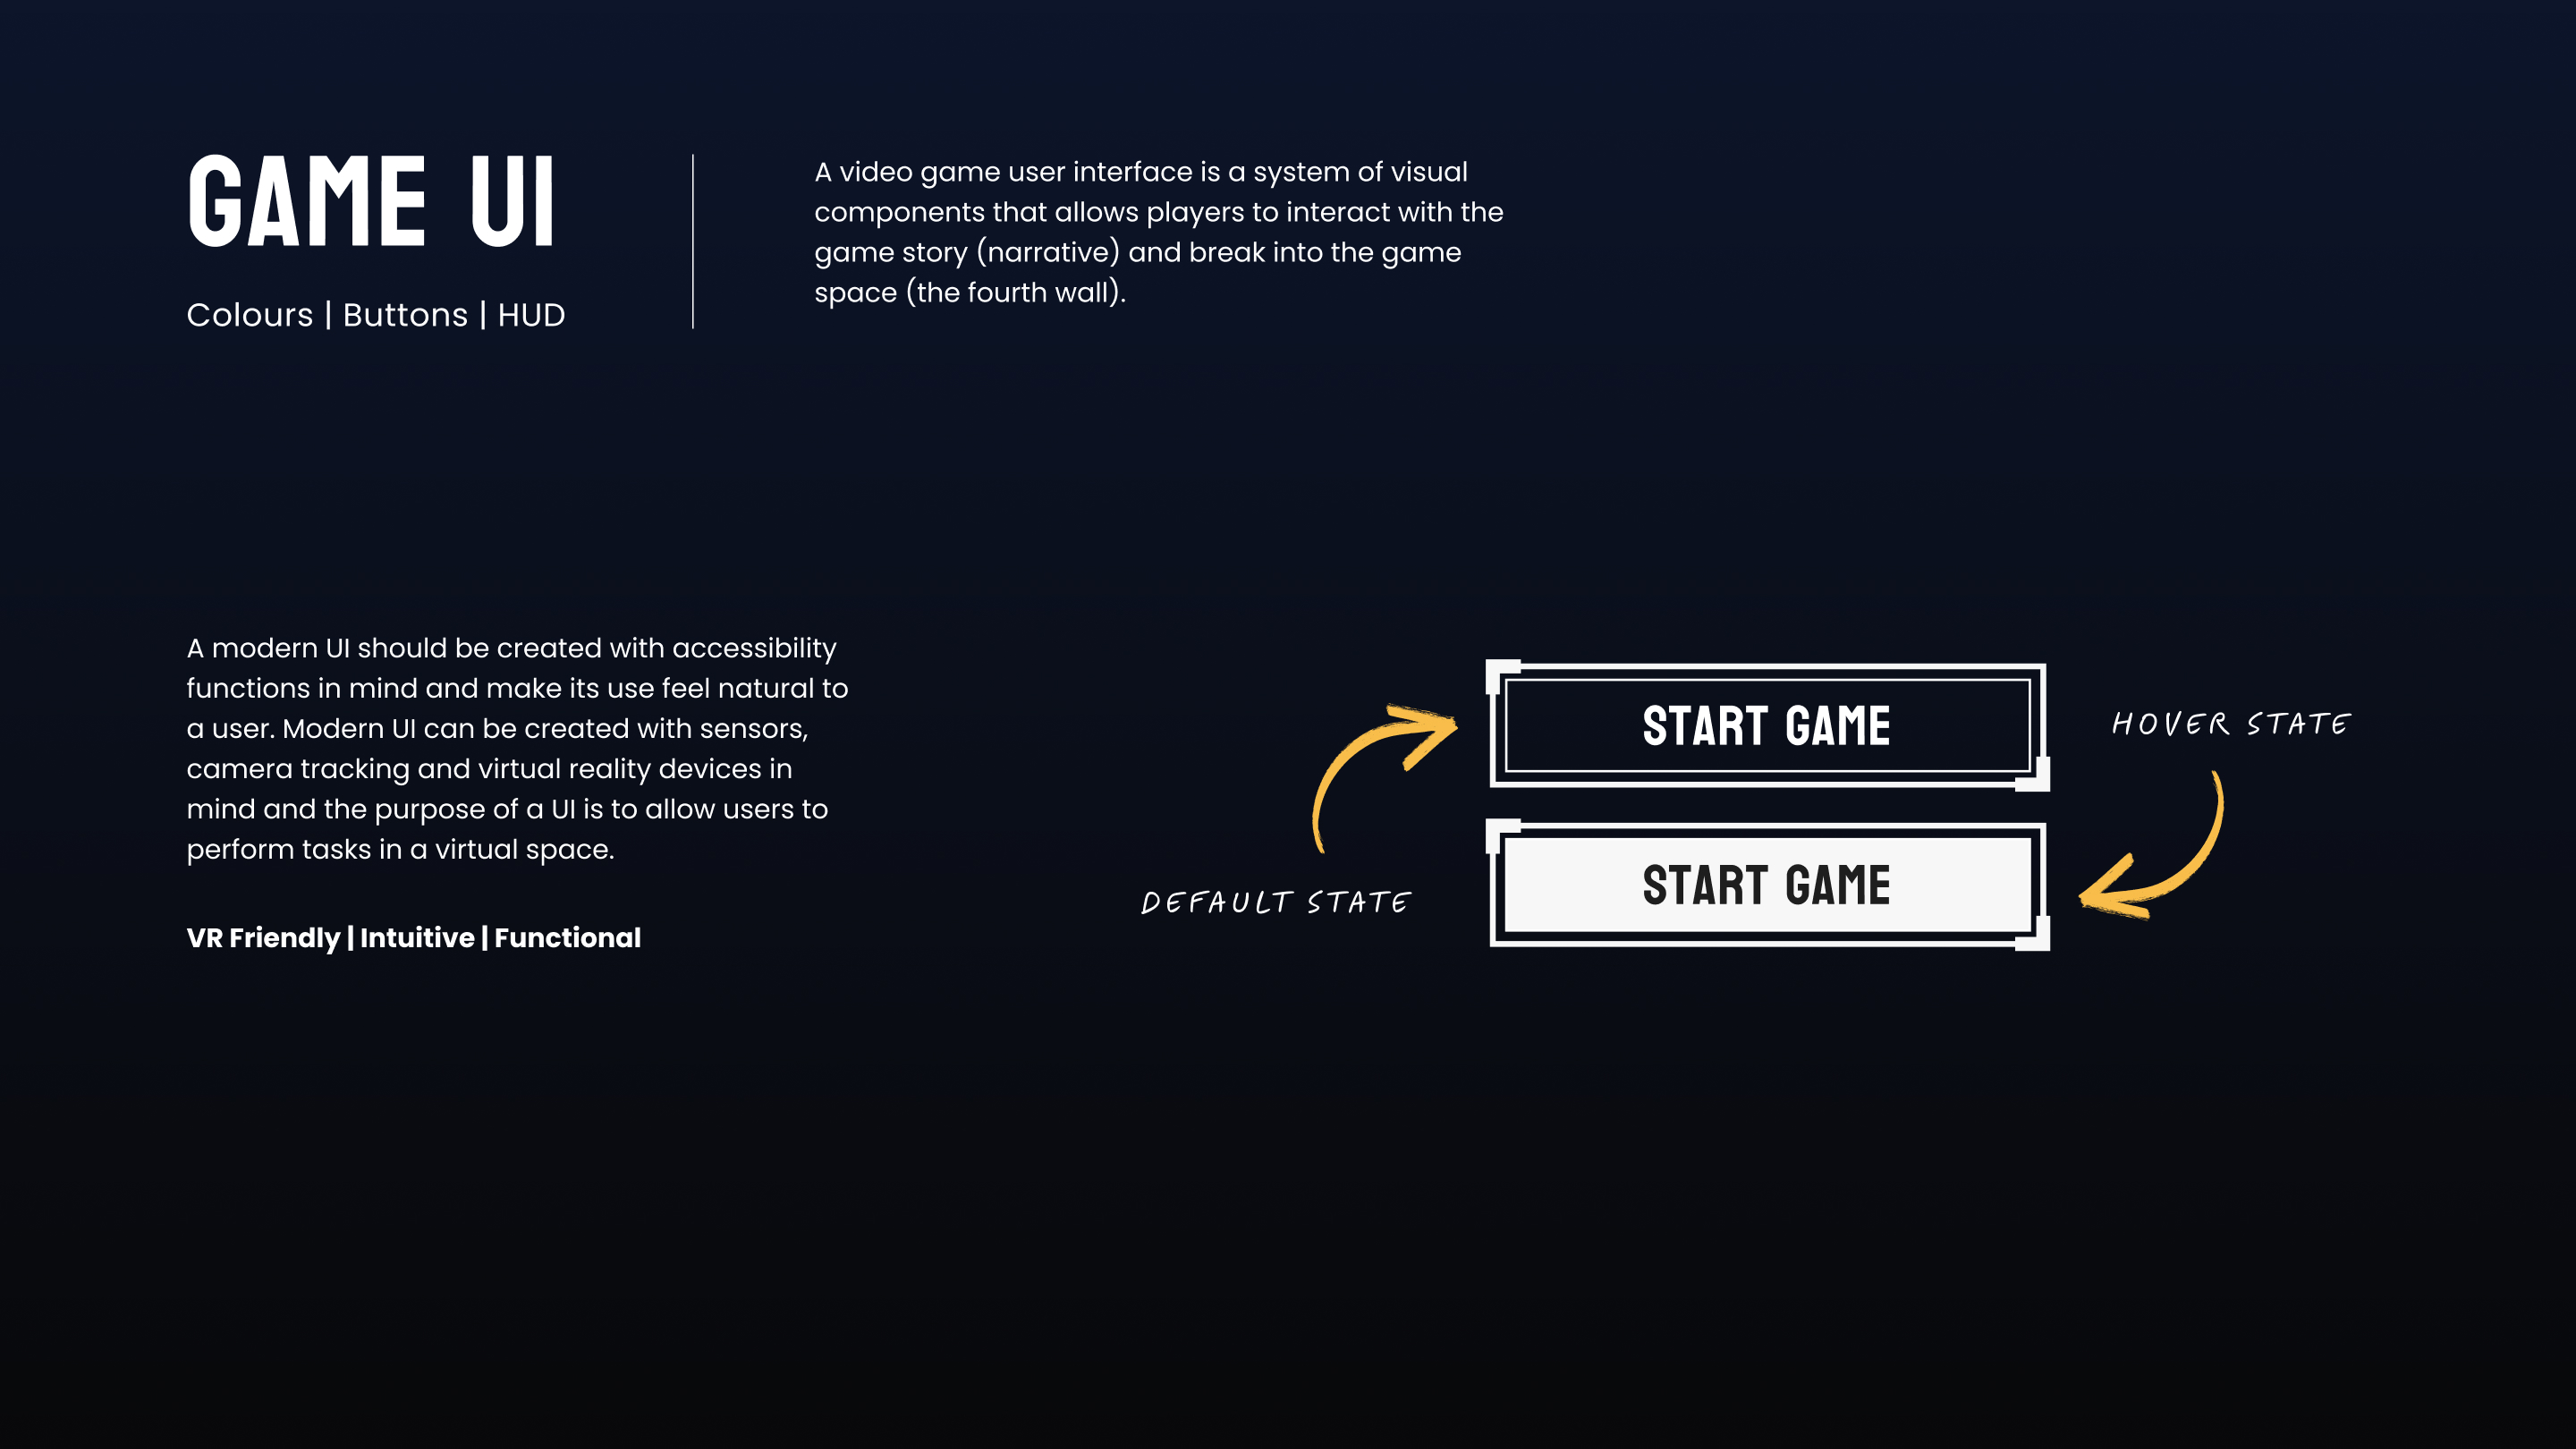 GAME UI
Colours | Buttons | HUD
A video game user interface is a system of visual
components that allows players to interact with the
game story (narrative) and break into the game
space (the fourth wall).
A modern UI should be created with accessibility
functions in mind and make its use feel natural to
a user. Modern UI can be created with sensors,
camera tracking and virtual reality devices in
mind and the purpose of a UI is to allow users to
perform tasks in a virtual space.
VR Friendly | Intuitive | Functional
START GAME
HOVER STATE
START GAME
DEFAULT STATE